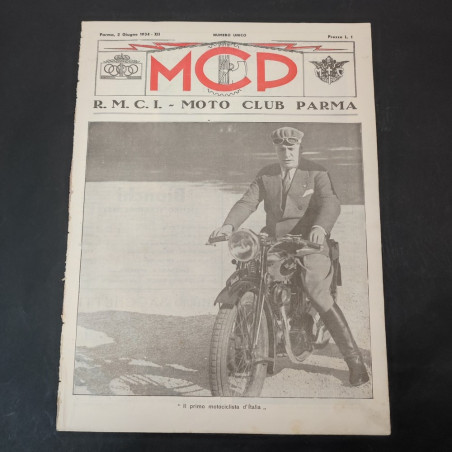 Parma, 3 Giugno 1934 - XII
NUMERO UNICO
Prezzo L. 1
MCP
R. M. C. I. - MOTO CLUB PARMA
" Il primo motociclista d'Italia „